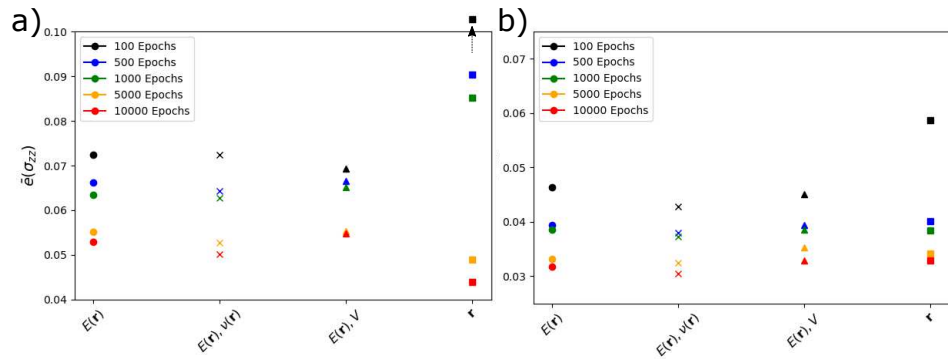 a)
0.10
0.09
0.08
0.07
0.06
0.05
0.04
ē(σzz)
100 Epochs
500 Epochs
1000 Epochs
5000 Epochs
10000 Epochs
E(r)
E(r), ν(r)
E(r), V
r
b)
0.07
0.06
0.05
0.04
0.03
100 Epochs
500 Epochs
1000 Epochs
5000 Epochs
10000 Epochs
E(r)
E(r), ν(r)
E(r), V
r